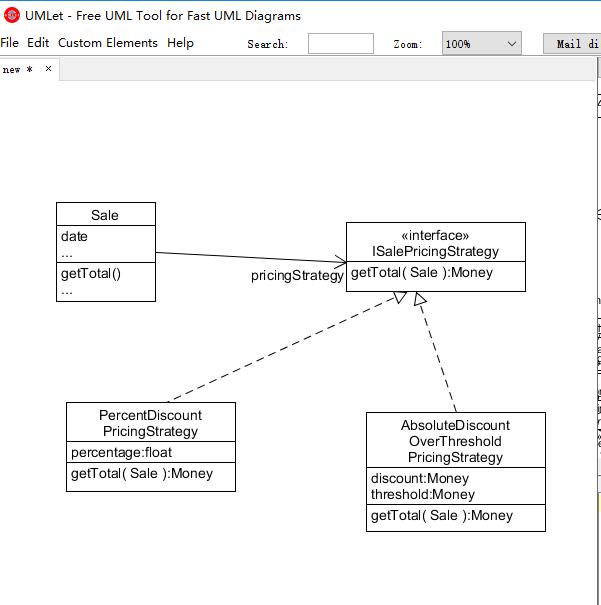 UMLet - Free UML Tool for Fast UML Diagrams
File Edit Custom Elements Help Search: Zoom: 100% Mail di
new *
Sale
date
...
getTotal()
...
pricingStrategy
«interface»
ISalePricingStrategy
getTotal( Sale ):Money
PercentDiscount
PricingStrategy
percentage:float
getTotal( Sale ):Money
AbsoluteDiscount
OverThreshold
PricingStrategy
discount:Money
threshold:Money
getTotal( Sale ):Money